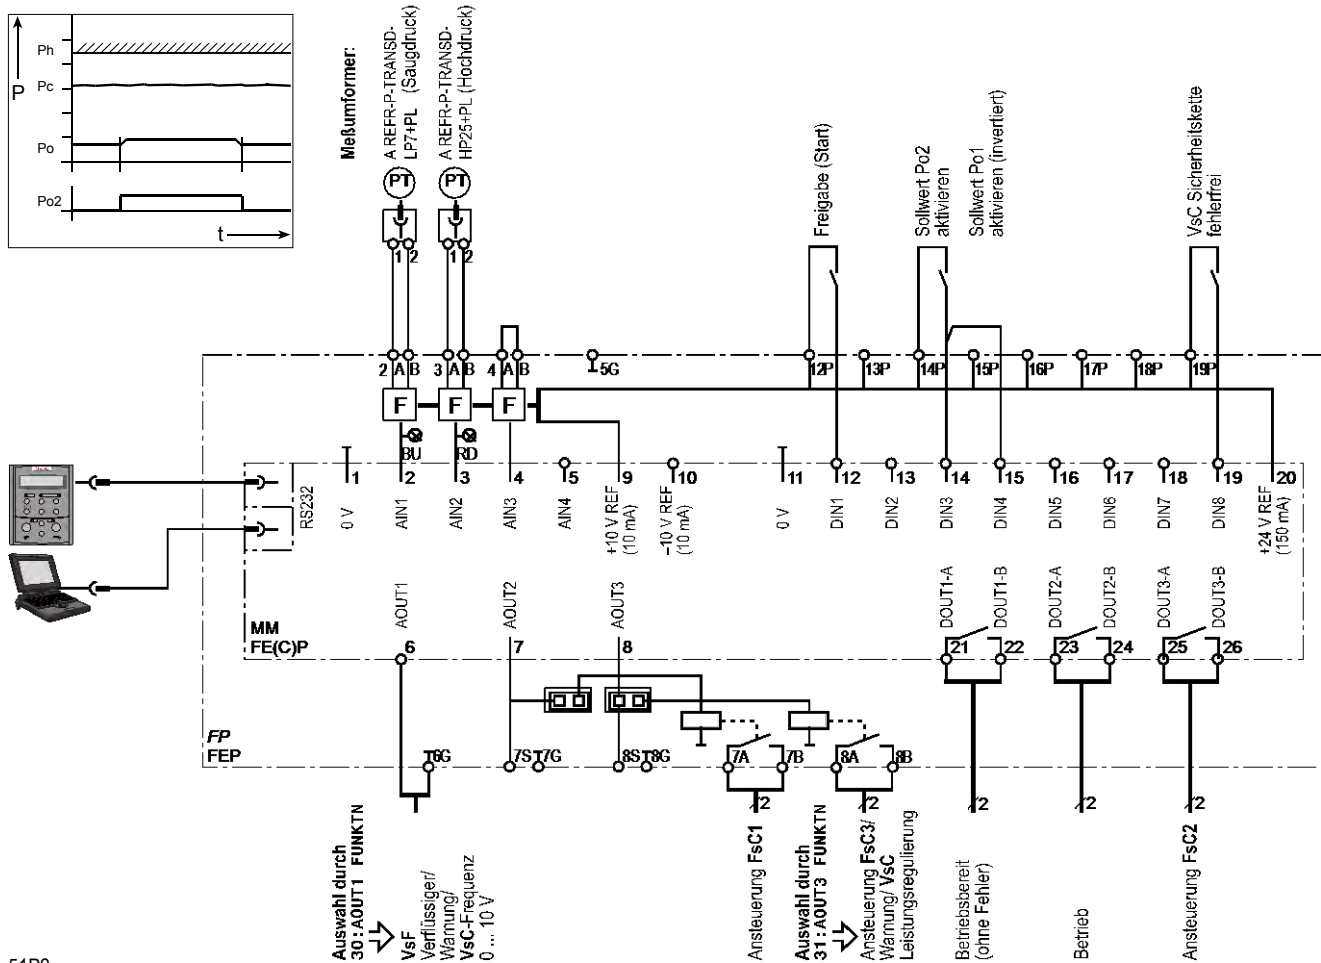 P
Ph
Pc
Po
Po2
t
Meßumformer:
A REFR-P-TRANSD-
LP7+PL (Saugdruck)
A REFR-P-TRANSD-
HP25+PL (Hochdruck)
PT
PT
1
2
1
2
Freigabe (Start)
Sollwert Po2
aktivieren
Sollwert Po1
aktivieren (invertiert)
VsC Sicherheitskette
fehlerfrei
2 A B
3 A B
4 A B
5G
12P
13P
14P
15P
16P
17P
18P
19P
F
F
F
BU
RD
RS232
1
2
3
4
5
9
10
11
12
13
14
15
16
17
18
19
20
0 V
AIN1
AIN2
AIN3
AIN4
+10 V REF
(10 mA)
–10 V REF
(10 mA)
0 V
DIN1
DIN2
DIN3
DIN4
DIN5
DIN6
DIN7
DIN8
+24 V REF
(150 mA)
AOUT1
AOUT2
AOUT3
DOUT1-A
DOUT1-B
DOUT2-A
DOUT2-B
DOUT3-A
DOUT3-B
MM
FE(C)P
6
7
8
21
22
23
24
25
26
FP
FEP
6G
7S
7G
8S
8G
7A
7B
8A
8B
2
2
2
2
2
Auswahl durch
30 : AOUT1 FUNKTN
VsF
Verflüssiger/
Warnung/
VsC-Frequenz
0 ... 10 V
Ansteuerung FsC1
Auswahl durch
31 : AOUT3 FUNKTN
Ansteuerung FsC3/
Warnung/ VsC
Leistungsregulierung
Betriebsbereit
(ohne Fehler)
Betrieb
Ansteuerung FsC2